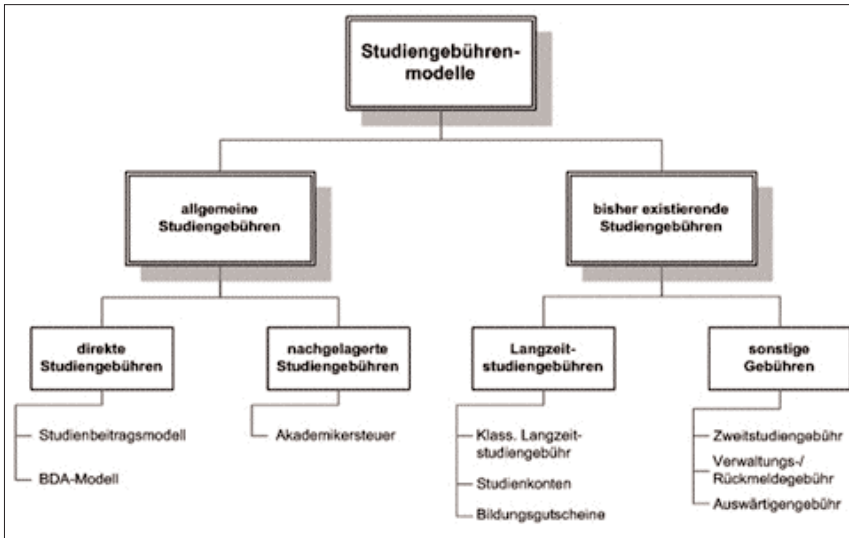 Studiengebühren-
modelle
allgemeine
Studiengebühren
bisher existierende
Studiengebühren
direkte
Studiengebühren
nachgelagerte
Studiengebühren
Langzeit-
studiengebühren
sonstige
Gebühren
Studienbeitragsmodell
BDA-Modell
Akademikersteuer
Klass. Langzeit-
studiengebühr
Studienkonten
Bildungsgutscheine
Zweitstudiengebühr
Verwaltungs-/
Rückmeldegebühr
Auswärtigengebühr